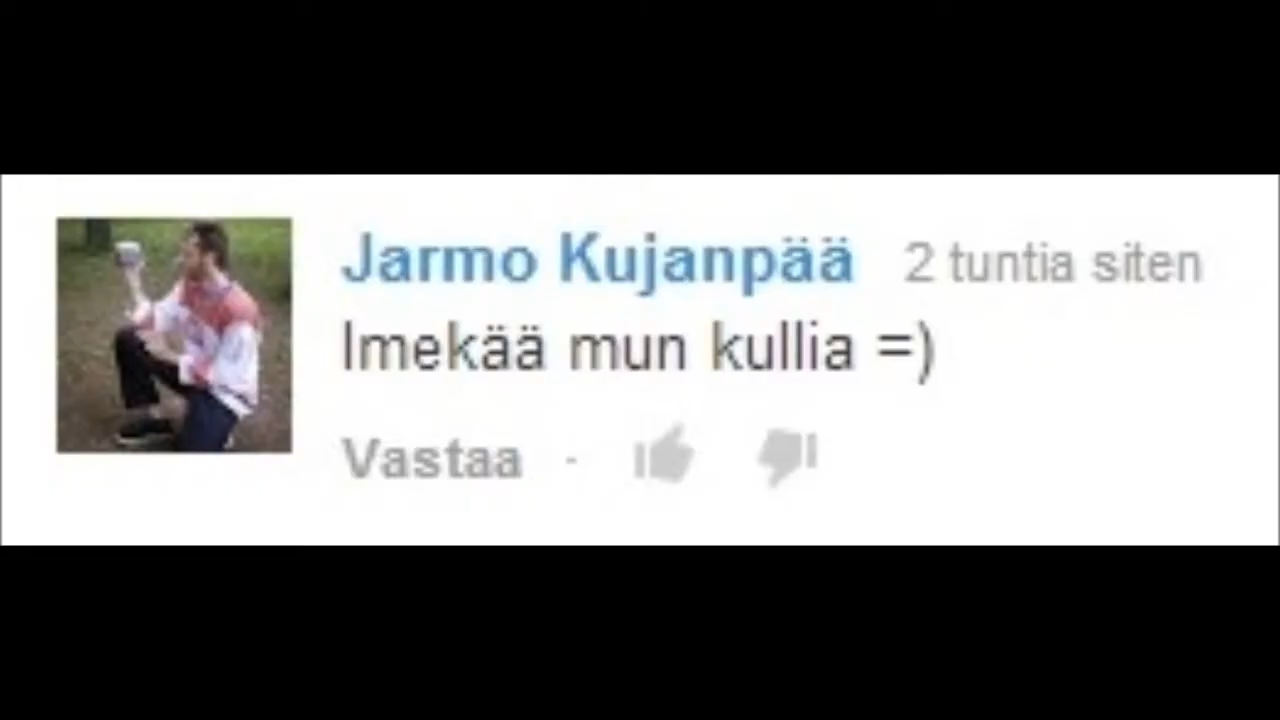 Jarmo Kujanpää 2 tuntia siten
Imekää mun kullia =)
Vastaa ·